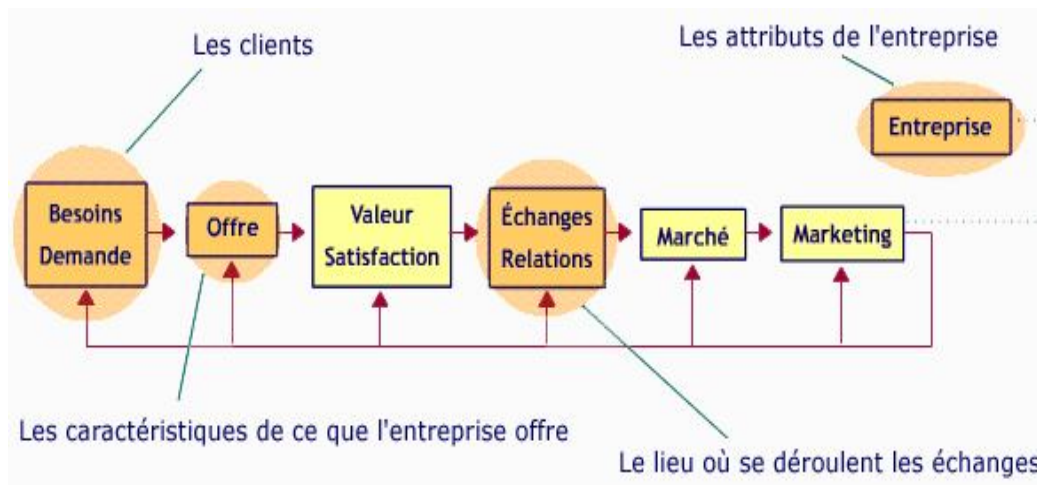 Les clients
Les attributs de l'entreprise
Entreprise
Besoins
Demande
Offre
Valeur
Satisfaction
Échanges
Relations
Marché
Marketing
Les caractéristiques de ce que l'entreprise offre
Le lieu où se déroulent les échanges